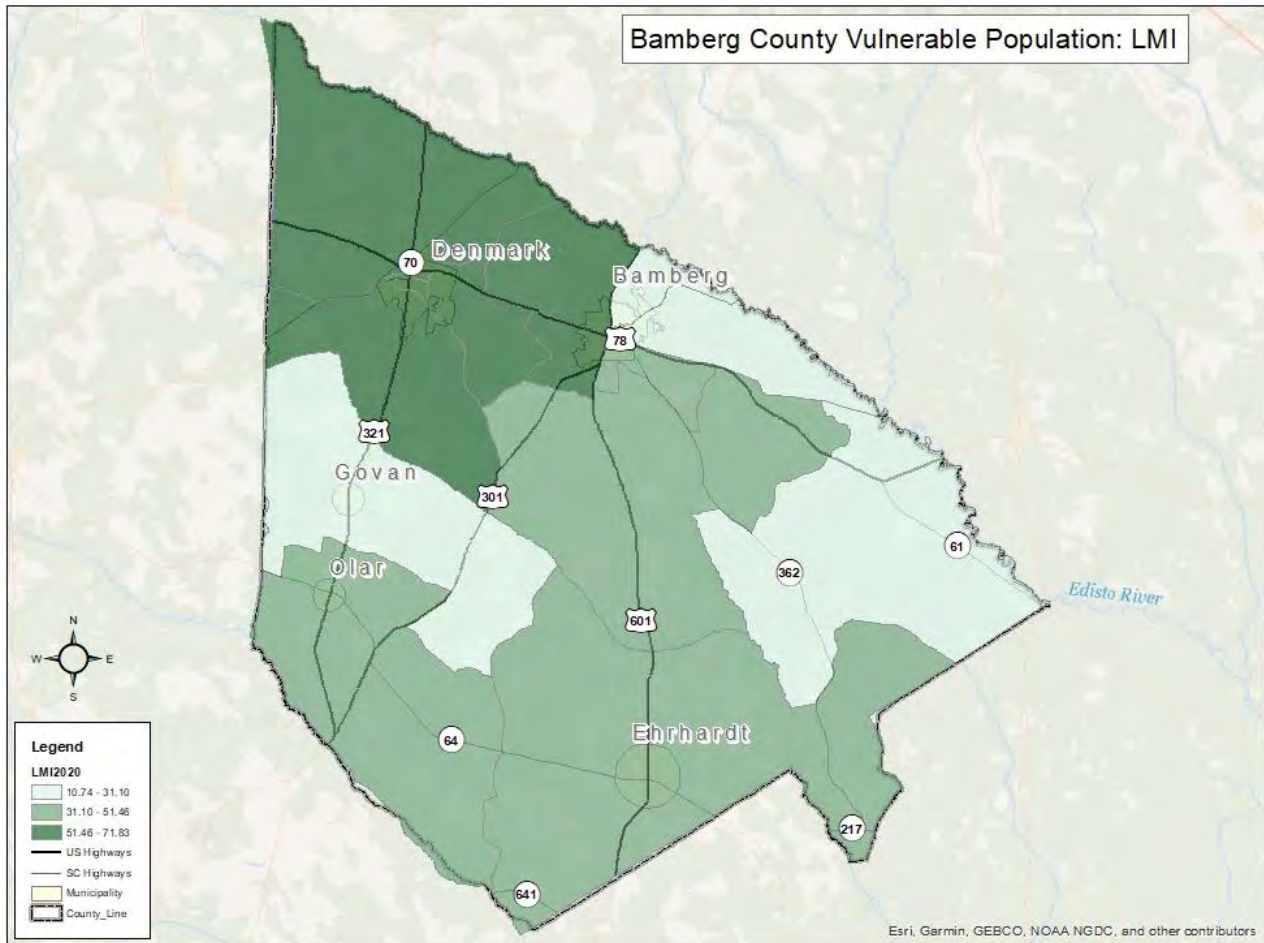 Bamberg County Vulnerable Population: LMI
Denmark
70
Bamberg
78
321
Govan
301
61
Olar
362
Edisto River
601
N
W
E
S
Ehrhardt
64
217
641
Legend
LMI2020
10.74 - 31.10
31.10 - 51.46
51.46 - 71.83
US Highways
SC Highways
Municipality
County_Line
Esri, Garmin, GEBCO, NOAA NGDC, and other contributors